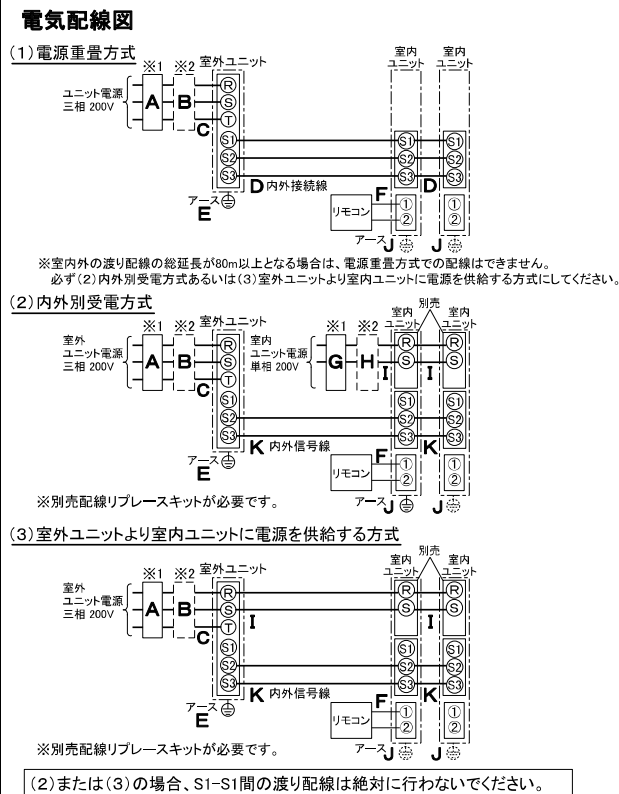 電気配線図
(1)電源重畳方式
※1 ※2 室外ユニット 室内ユニット 室内ユニット
ユニット電源
三相 200V
A B C
R
S
T
S1 S1 S1
S2 S2 S2
S3 S3 S3
D 内外接続線 F D
アース
E
リモコン ① ①
② ②
アース J J
※室内外の渡り配線の総延長が80m以上となる場合は、電源重畳方式での配線はできません。
必ず(2)内外別受電方式あるいは(3)室外ユニットより室内ユニットに電源を供給する方式にしてください。
(2)内外別受電方式
別売
※1 ※2 室外ユニット ※1 ※2 室内ユニット 室内ユニット
室外
ユニット電源
三相 200V
A B C
室内
ユニット電源
単相 200V
G H I I
R R R
S S S
T
S1 S1 S1
S2 S2 S2
S3 S3 S3
K 内外信号線 F K
アース
E
リモコン ① ①
② ②
アース J J
※別売配線リプレースキットが必要です。
(3)室外ユニットより室内ユニットに電源を供給する方式
別売
※1 ※2 室外ユニット 室内ユニット 室内ユニット
室外
ユニット電源
三相 200V
A B C
R R R
S S S
T I I
S1 S1 S1
S2 S2 S2
S3 S3 S3
K 内外信号線 F K
アース
E
リモコン ① ①
② ②
アース J J
※別売配線リプレースキットが必要です。
(2)または(3)の場合、S1-S1間の渡り配線は絶対に行わないでください。